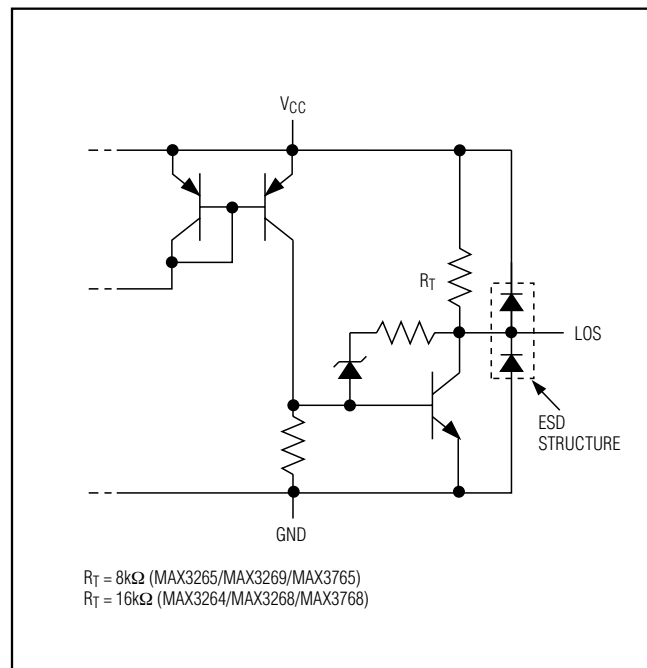 VCC
RT
LOS
ESD
STRUCTURE
GND
RT = 8kΩ (MAX3265/MAX3269/MAX3765)
RT = 16kΩ (MAX3264/MAX3268/MAX3768)